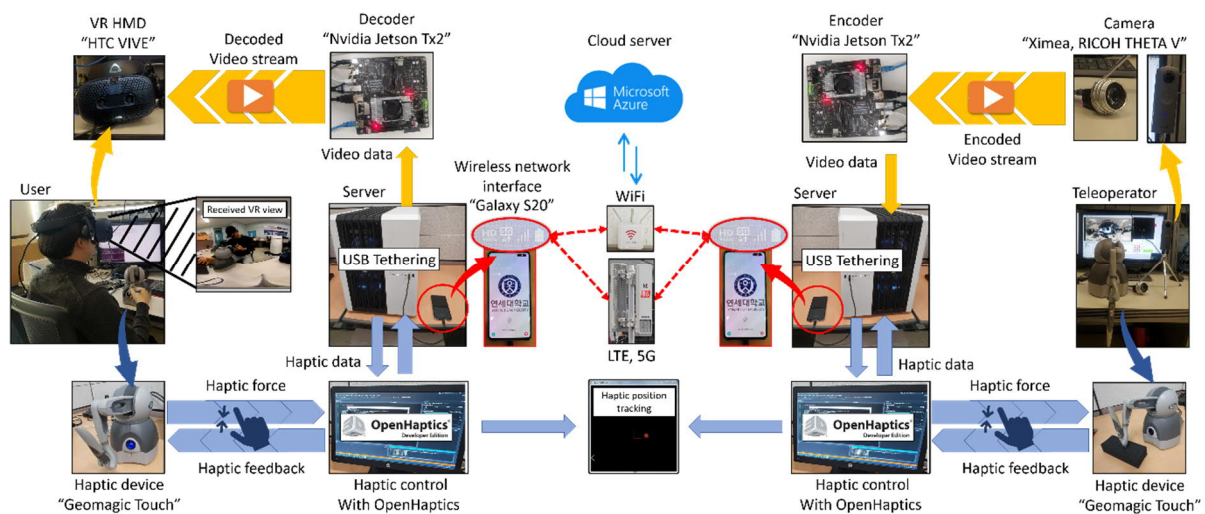 VR HMD
“HTC VIVE”
Decoded
Video stream
Decoder
“Nvidia Jetson Tx2”
Cloud server
Microsoft
Azure
Encoder
“Nvidia Jetson Tx2”
Encoded
Video stream
Camera
“Ximea, RICOH THETA V”
Video data
Video data
User
Received VR view
Server
USB Tethering
Wireless network
interface
“Galaxy S20”
HD 5G
연세대학교
WiFi
LTE, 5G
HD 5G
연세대학교
Server
USB Tethering
Teleoperator
Haptic data
Haptic data
Haptic force
Haptic feedback
OpenHaptics
Developer Edition
Haptic position
tracking
OpenHaptics
Developer Edition
Haptic force
Haptic feedback
Haptic device
“Geomagic Touch”
Haptic control
With OpenHaptics
Haptic control
With OpenHaptics
Haptic device
“Geomagic Touch”